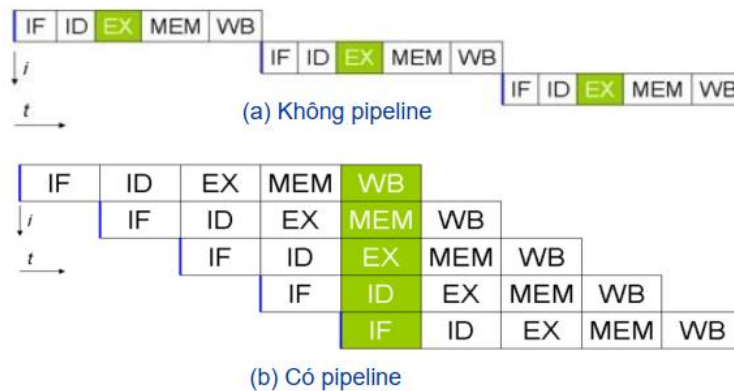 IF ID EX MEM WB
IF ID EX MEM WB
i
IF ID EX MEM WB
t
(a) Không pipeline
IF ID EX MEM WB
i IF ID EX MEM WB
t IF ID EX MEM WB
IF ID EX MEM WB
IF ID EX MEM WB
(b) Có pipeline